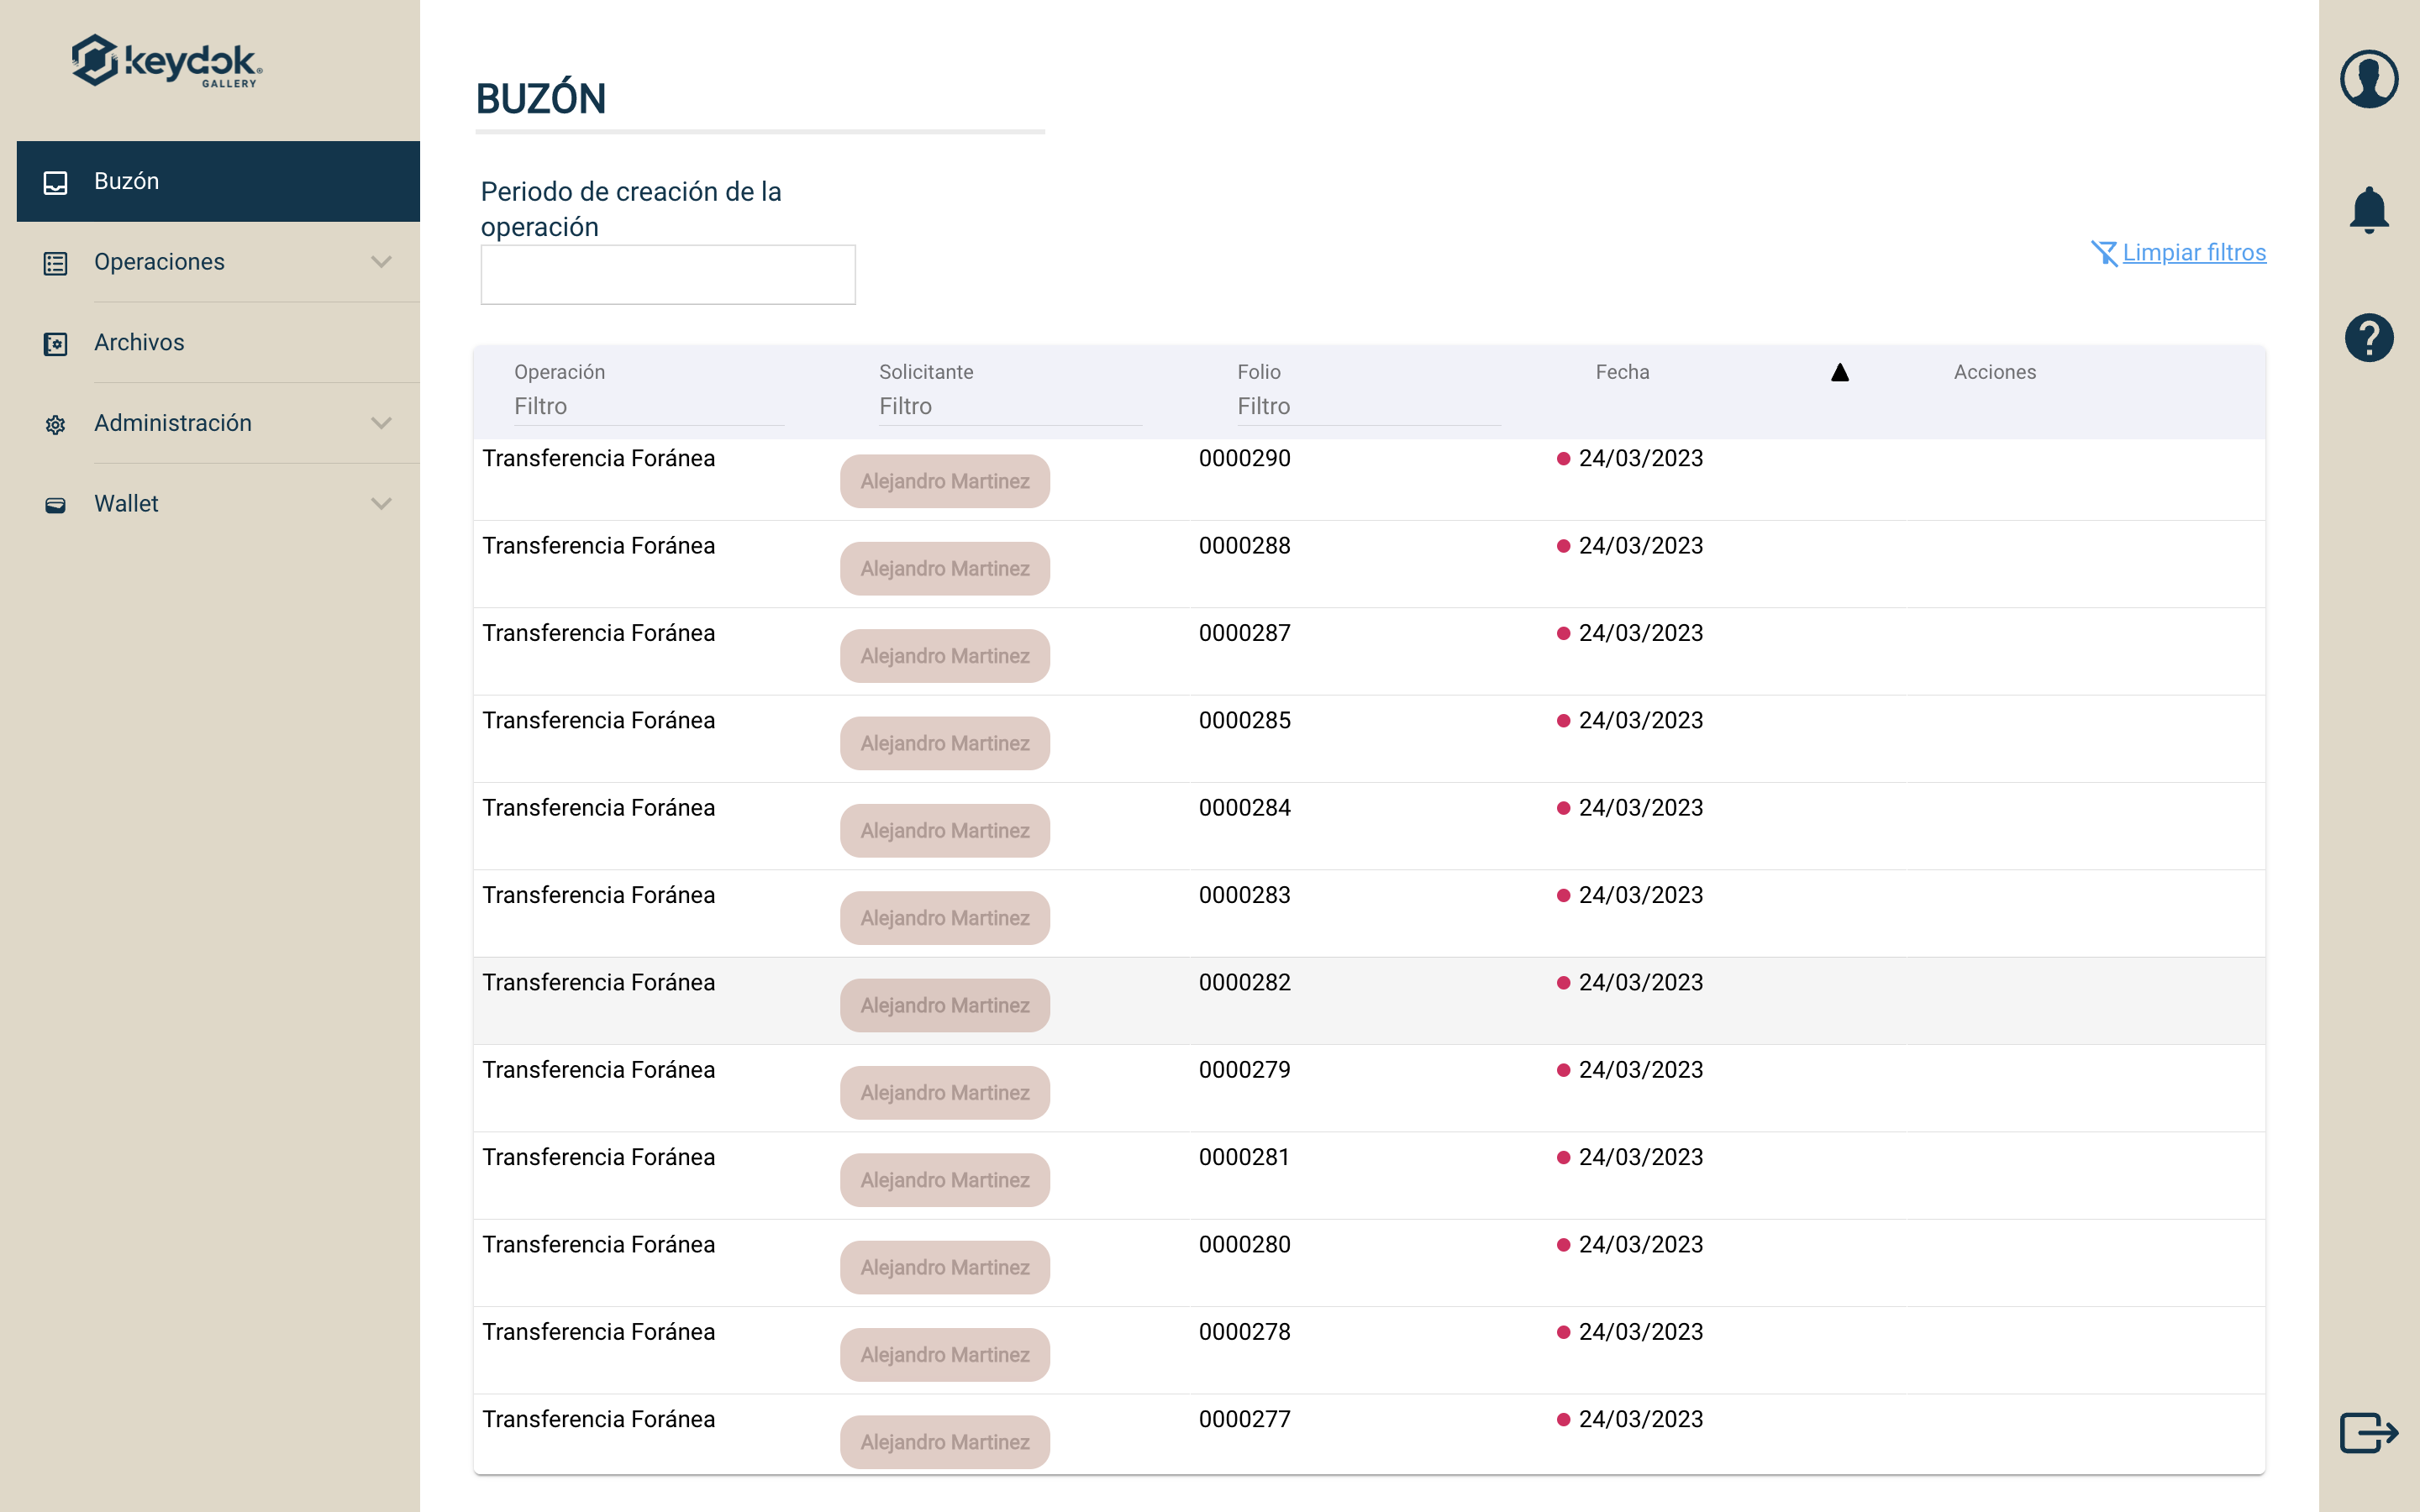 keydok®
GALLERY
Buzón
Operaciones
Archivos
Administración
Wallet
BUZÓN
Periodo de creación de la
operación
Limpiar filtros
Operación Solicitante Folio Fecha ▲ Acciones
Filtro Filtro Filtro
Transferencia Foránea Alejandro Martinez 0000290 24/03/2023
Transferencia Foránea Alejandro Martinez 0000288 24/03/2023
Transferencia Foránea Alejandro Martinez 0000287 24/03/2023
Transferencia Foránea Alejandro Martinez 0000285 24/03/2023
Transferencia Foránea Alejandro Martinez 0000284 24/03/2023
Transferencia Foránea Alejandro Martinez 0000283 24/03/2023
Transferencia Foránea Alejandro Martinez 0000282 24/03/2023
Transferencia Foránea Alejandro Martinez 0000279 24/03/2023
Transferencia Foránea Alejandro Martinez 0000281 24/03/2023
Transferencia Foránea Alejandro Martinez 0000280 24/03/2023
Transferencia Foránea Alejandro Martinez 0000278 24/03/2023
Transferencia Foránea Alejandro Martinez 0000277 24/03/2023